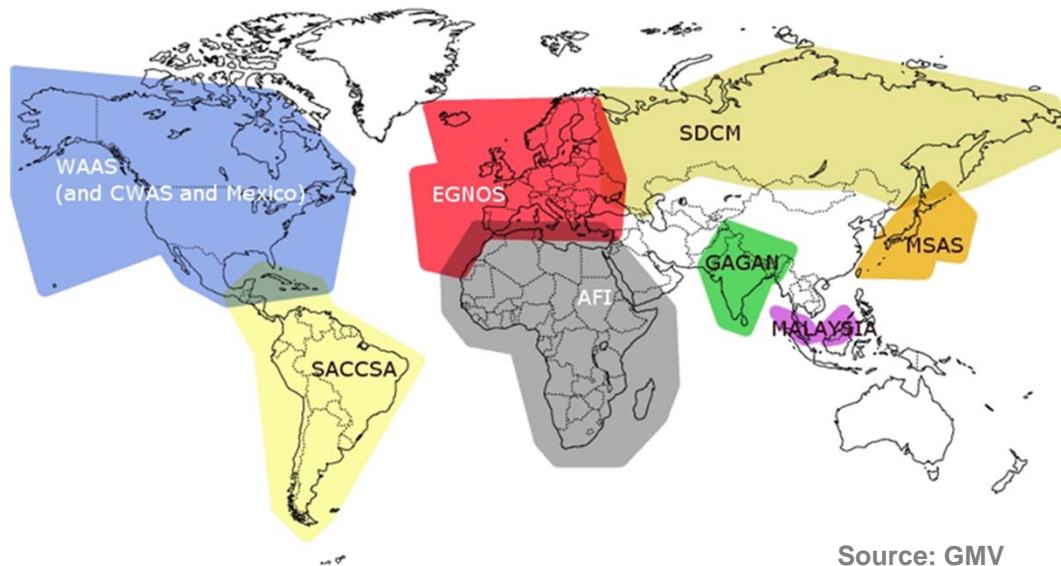 SDCM
WAAS
(and CWAS and Mexico)
EGNOS
MSAS
GAGAN
AFI
MALAYSIA
SACCSA
Source: GMV